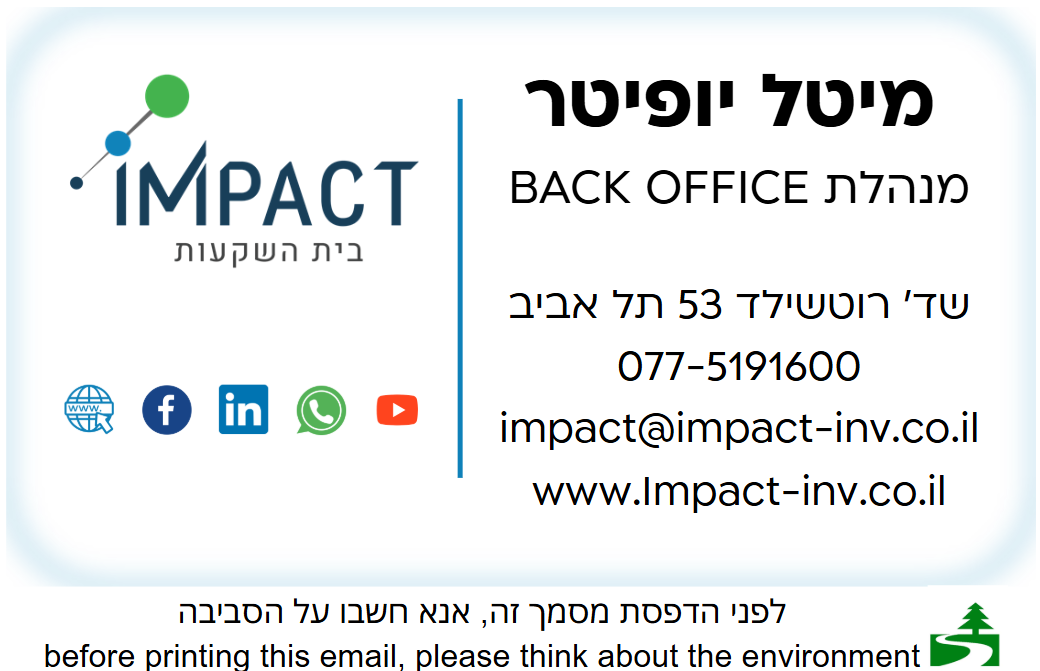 IMPACT
בית השקעות
www.
f
in
מיטל יופיטר
מנהלת BACK OFFICE
שד' רוטשילד 53 תל אביב
077-5191600
impact@impact-inv.co.il
www.Impact-inv.co.il
לפני הדפסת מסמך זה, אנא חשבו על הסביבה
before printing this email, please think about the environment